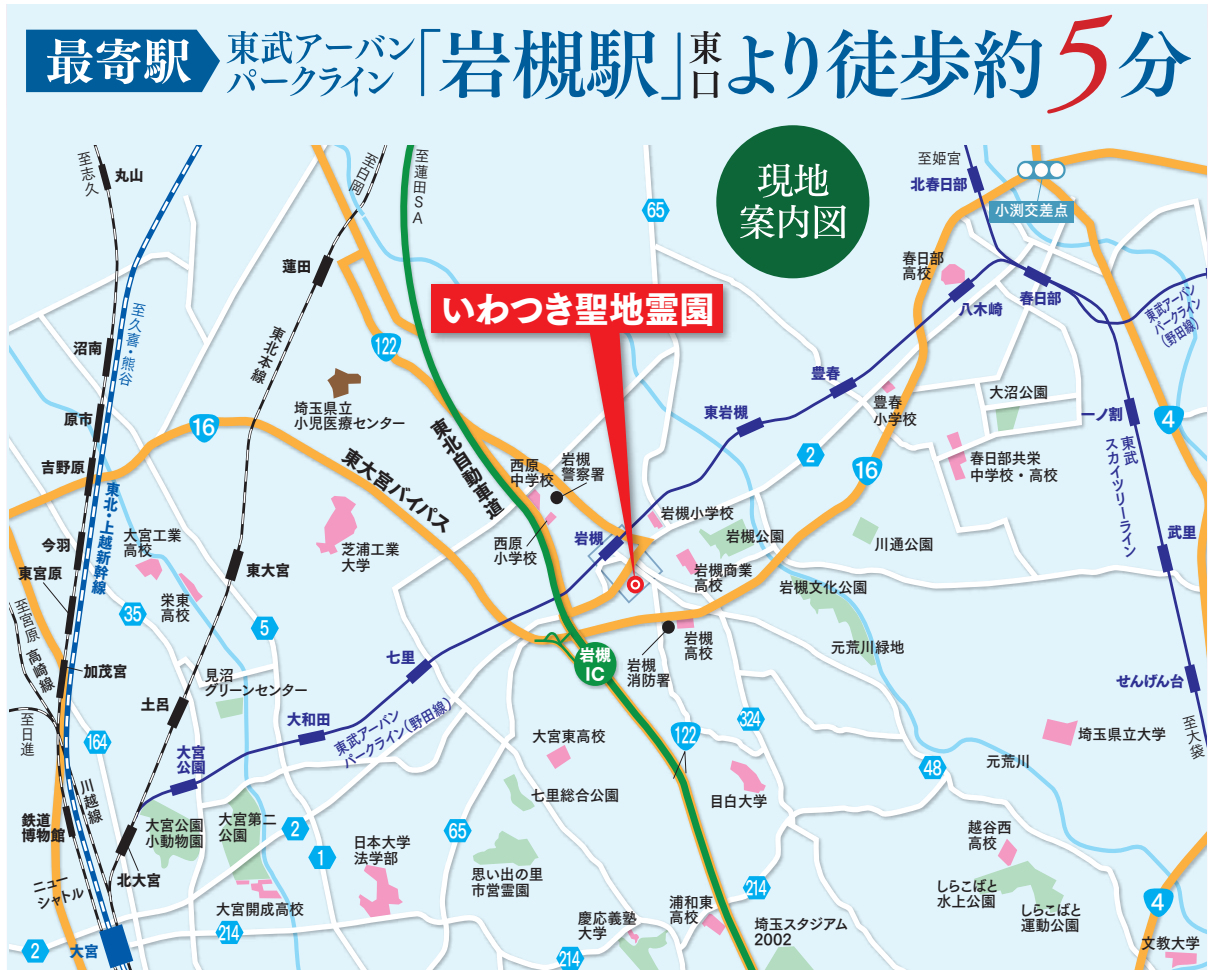 最寄駅
東武アーバン
パークライン
「岩槻駅」
東口
より徒歩約5分
現地
案内図
いわつき聖地霊園
至志久
丸山
至白岡
至蓮田SA
65
至姫宮
北春日部
小渕交差点
蓮田
春日部
高校
八木崎
春日部
東武アーバン
パークライン
(野田線)
至久喜・熊谷
沼南
東北本線
122
豊春
大沼公園
原市
16
埼玉県立
小児医療センター
東岩槻
豊春
小学校
一ノ割
4
吉野原
東大宮バイパス
東北自動車道
西原
中学校
岩槻
警察署
2
16
春日部共栄
中学校・高校
東武
スカイツリーライン
東北・上越新幹線
今羽
大宮工業
高校
芝浦工業
大学
西原
小学校
岩槻
岩槻小学校
岩槻公園
川通公園
武里
東宮原
東大宮
岩槻商業
高校
岩槻文化公園
栄東
高校
35
5
至宮原
高崎線
加茂宮
見沼
グリーンセンター
七里
岩槻
IC
岩槻
消防署
岩槻
高校
元荒川緑地
せんげん台
土呂
至日進
164
大和田
東武アーバン
パークライン(野田線)
122
324
埼玉県立大学
至大袋
大宮
公園
大宮東高校
48
元荒川
川越線
七里総合公園
目白大学
鉄道
博物館
大宮公園
小動物園
大宮第二
公園
2
1
日本大学
法学部
65
越谷西
高校
北大宮
思い出の里
市営霊園
しらこばと
水上公園
ニュー
シャトル
大宮開成高校
214
浦和東
高校
しらこばと
運動公園
4
2
大宮
214
慶応義塾
大学
214
埼玉スタジアム
2002
文教大学